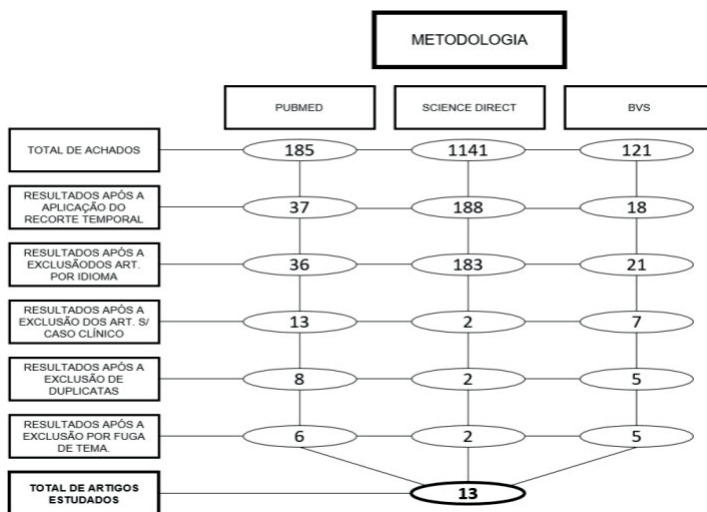 METODOLOGIA
PUBMED
SCIENCE DIRECT
BVS
TOTAL DE ACHADOS
185
1141
121
RESULTADOS APÓS A
APLICAÇÃO DO
RECORTE TEMPORAL
37
188
18
RESULTADOS APÓS A
EXCLUSÃODOS ART.
POR IDIOMA
36
183
21
RESULTADOS APÓS A
EXCLUSÃO DOS ART. S/
CASO CLÍNICO
13
2
7
RESULTADOS APÓS A
EXCLUSÃO DE
DUPLICATAS
8
2
5
RESULTADOS APÓS A
EXCLUSÃO POR FUGA
DE TEMA.
6
2
5
TOTAL DE ARTIGOS
ESTUDADOS
13